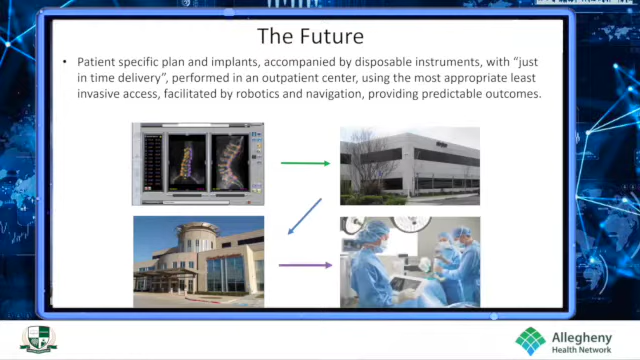 The Future
• Patient specific plan and implants, accompanied by disposable instruments, with “just
in time delivery”, performed in an outpatient center, using the most appropriate least
invasive access, facilitated by robotics and navigation, providing predictable outcomes.
Allegheny
Health Network